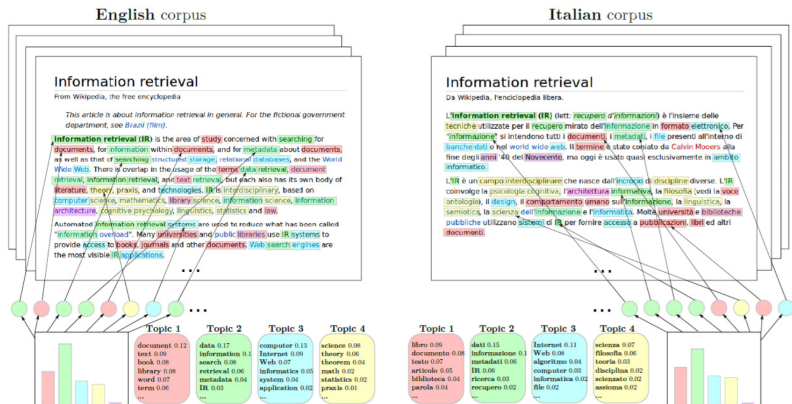 English corpus
Information retrieval
From Wikipedia, the free encyclopedia
This article is about information retrieval in general. For the fictional government
department, see Brazil (film).
Information retrieval (IR) is the area of study concerned with searching for
documents, for information within documents, and for metadata about documents,
as well as that of searching structured storage, relational databases, and the World
Wide Web. There is overlap in the usage of the terms data retrieval, document
retrieval, information retrieval, and text retrieval, but each also has its own body of
literature, theory, praxis, and technologies. IR is interdisciplinary, based on
computer science, mathematics, library science, information science, information
architecture, cognitive psychology, linguistics, statistics and law.
Automated information retrieval systems are used to reduce what has been called
"information overload". Many universities and public libraries use IR systems to
provide access to books, journals and other documents. Web search engines are
the most visible IR applications.
...
...
Topic 1
document 0.12
text 0.09
book 0.08
library 0.08
word 0.07
term 0.06
...
Topic 2
data 0.17
information 0.1
search 0.08
retrieval 0.06
metadata 0.04
IR 0.03
...
Topic 3
computer 0.13
Internet 0.09
Web 0.07
informatics 0.05
system 0.04
application 0.02
...
Topic 4
science 0.08
theory 0.06
theorem 0.04
math 0.02
statistics 0.02
praxis 0.01
...
Italian corpus
Information retrieval
Da Wikipedia, l'enciclopedia libera.
L'Information retrieval (IR) (lett: recupero d'informazioni) è l'insieme delle
tecniche utilizzate per il recupero mirato dell'informazione in formato elettronico. Per
"informazione" si intendono tutti i documenti, i metadati, i file presenti all'interno di
banche dati o nel world wide web. Il termine è stato coniato da Calvin Mooers alla
fine degli anni '40 del Novecento, ma oggi è usato quasi esclusivamente in ambito
informatico.
L'IR è un campo interdisciplinare che nasce dall'incrocio di discipline diverse. L'IR
coinvolge la psicologia cognitiva, l'architettura informativa, la filosofia (vedi la voce
ontologia), il design, il comportamento umano sull'informazione, la linguistica, la
semiotica, la scienza dell'informazione e l'informatica. Molte università e biblioteche
pubbliche utilizzano sistemi di IR per fornire accesso a pubblicazioni, libri ed altri
documenti.
...
...
Topic 1
libro 0.09
documento 0.08
testo 0.07
articolo 0.05
biblioteca 0.04
parola 0.04
...
Topic 2
dati 0.15
informazione 0.1
metadati 0.06
IR 0.06
ricerca 0.03
recupero 0.02
...
Topic 3
Internet 0.11
Web 0.08
algoritmo 0.04
computer 0.03
informatica 0.02
file 0.02
...
Topic 4
scienza 0.07
filosofia 0.06
teoria 0.03
disciplina 0.02
scienzato 0.02
assioma 0.02
...